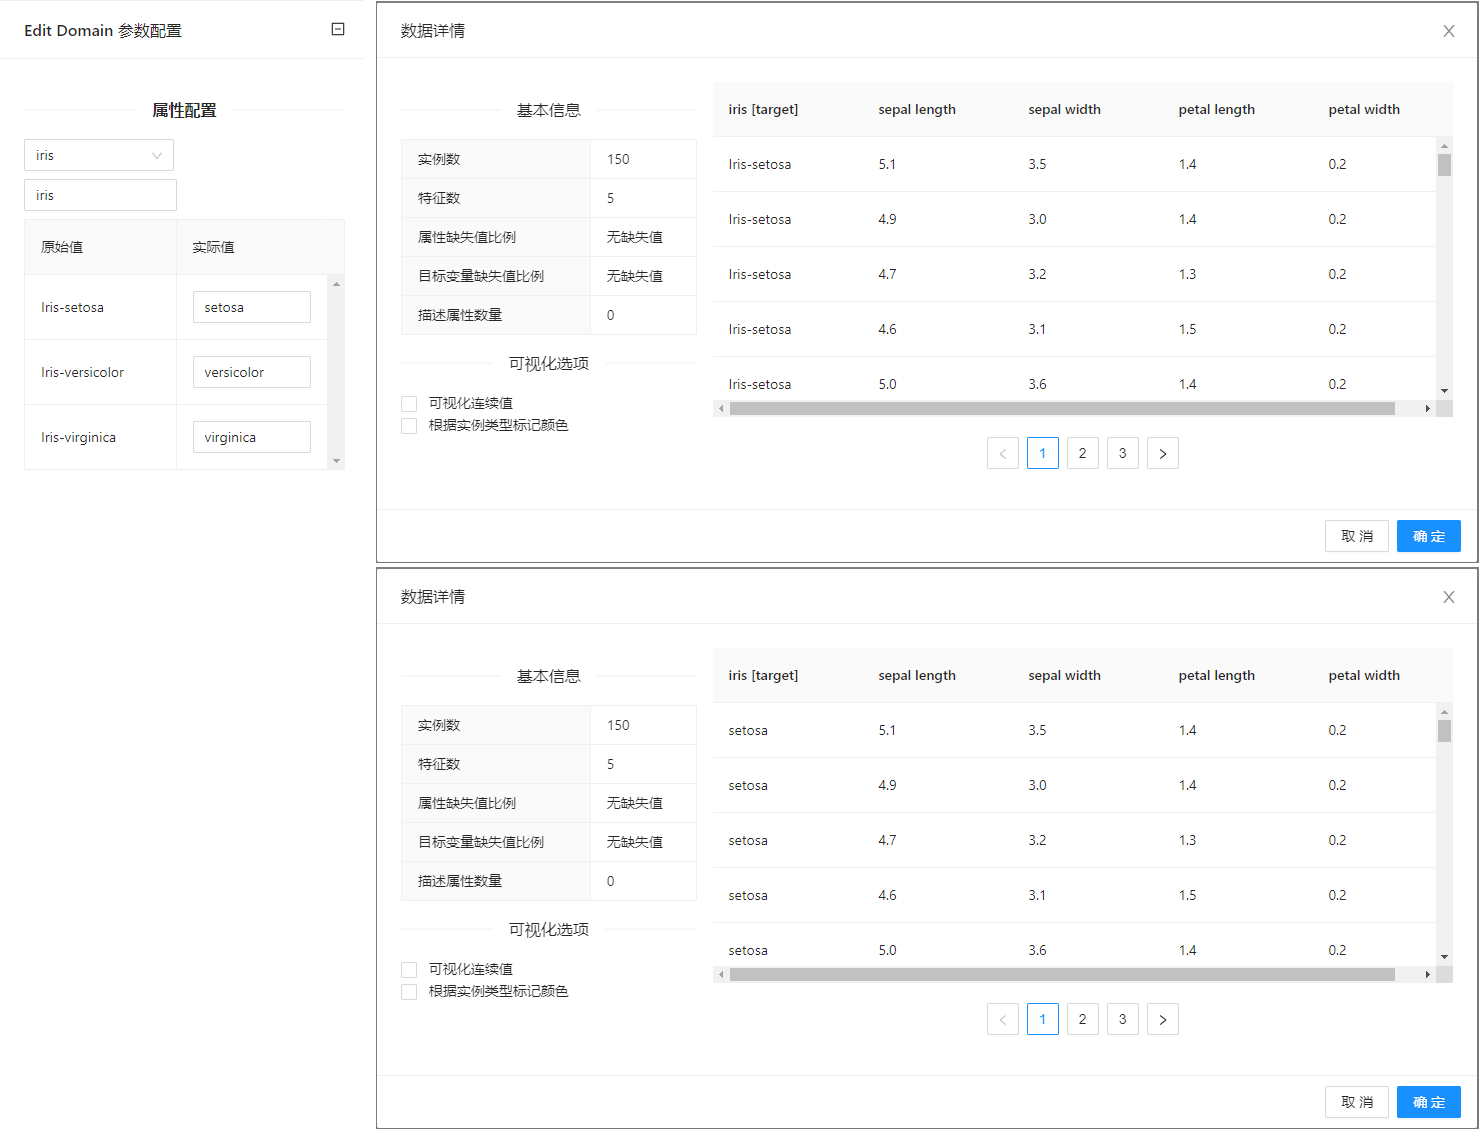 Edit Domain 参数配置
属性配置
iris
iris
原始值 实际值
Iris-setosa setosa
Iris-versicolor versicolor
Iris-virginica virginica
数据详情
基本信息
实例数 150
特征数 5
属性缺失值比例 无缺失值
目标变量缺失值比例 无缺失值
描述属性数量 0
可视化选项
可视化连续值
根据实例类型标记颜色
iris [target] sepal length sepal width petal length petal width
Iris-setosa 5.1 3.5 1.4 0.2
Iris-setosa 4.9 3.0 1.4 0.2
Iris-setosa 4.7 3.2 1.3 0.2
Iris-setosa 4.6 3.1 1.5 0.2
Iris-setosa 5.0 3.6 1.4 0.2
< 1 2 3 >
取 消 确 定
数据详情
基本信息
实例数 150
特征数 5
属性缺失值比例 无缺失值
目标变量缺失值比例 无缺失值
描述属性数量 0
可视化选项
可视化连续值
根据实例类型标记颜色
iris [target] sepal length sepal width petal length petal width
setosa 5.1 3.5 1.4 0.2
setosa 4.9 3.0 1.4 0.2
setosa 4.7 3.2 1.3 0.2
setosa 4.6 3.1 1.5 0.2
setosa 5.0 3.6 1.4 0.2
< 1 2 3 >
取 消 确 定